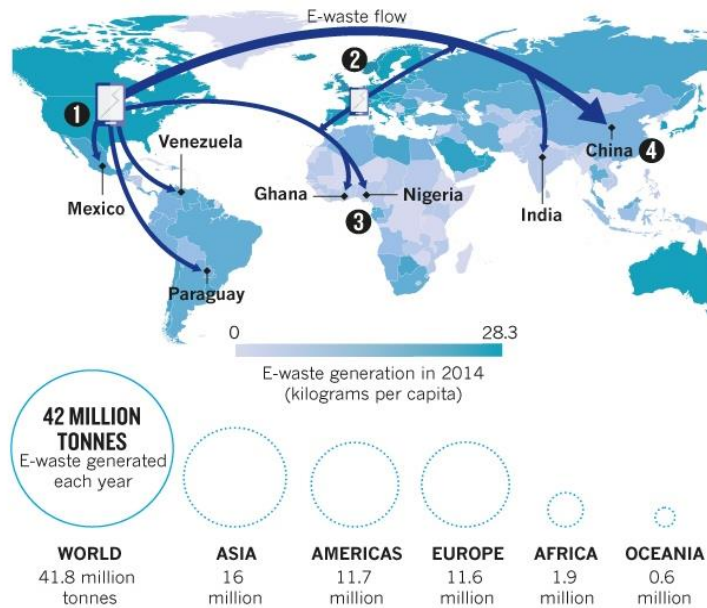 E-waste flow
2
1
Venezuela
China 4
Mexico
Ghana
Nigeria
India
3
Paraguay
0
28.3
E-waste generation in 2014
(kilograms per capita)
42 MILLION
TONNES
E-waste generated
each year
WORLD
41.8 million
tonnes
ASIA
16
million
AMERICAS
11.7
million
EUROPE
11.6
million
AFRICA
1.9
million
OCEANIA
0.6
million